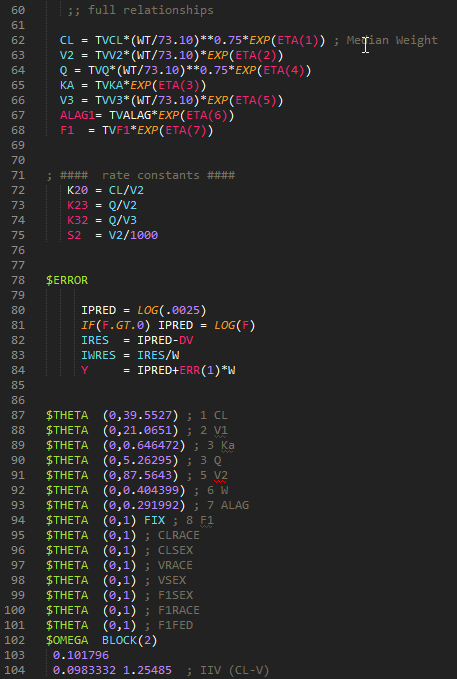 60 ;; full relationships
61
62 CL = TVCL*(WT/73.10)**0.75*EXP(ETA(1)) ; Median Weight
63 V2 = TVV2*(WT/73.10)*EXP(ETA(2))
64 Q = TVQ*(WT/73.10)**0.75*EXP(ETA(4))
65 KA = TVKA*EXP(ETA(3))
66 V3 = TVV3*(WT/73.10)*EXP(ETA(5))
67 ALAG1= TVALAG*EXP(ETA(6))
68 F1 = TVF1*EXP(ETA(7))
69
70
71 ; #### rate constants ####
72 K20 = CL/V2
73 K23 = Q/V2
74 K32 = Q/V3
75 S2 = V2/1000
76
77
78 $ERROR
79
80 IPRED = LOG(.0025)
81 IF(F.GT.0) IPRED = LOG(F)
82 IRES = IPRED-DV
83 IWRES = IRES/W
84 Y = IPRED+ERR(1)*W
85
86
87 $THETA (0,39.5527) ; 1 CL
88 $THETA (0,21.0651) ; 2 V1
89 $THETA (0,0.646472) ; 3 Ka
90 $THETA (0,5.26295) ; 3 Q
91 $THETA (0,87.5643) ; 5 V2
92 $THETA (0,0.404399) ; 6 W
93 $THETA (0,0.291992) ; 7 ALAG
94 $THETA (0,1) FIX ; 8 F1
95 $THETA (0,1) ; CLRACE
96 $THETA (0,1) ; CLSEX
97 $THETA (0,1) ; VRACE
98 $THETA (0,1) ; VSEX
99 $THETA (0,1) ; F1SEX
100 $THETA (0,1) ; F1RACE
101 $THETA (0,1) ; F1FED
102 $OMEGA BLOCK(2)
103 0.101796
104 0.0983332 1.25485 ; IIV (CL-V)